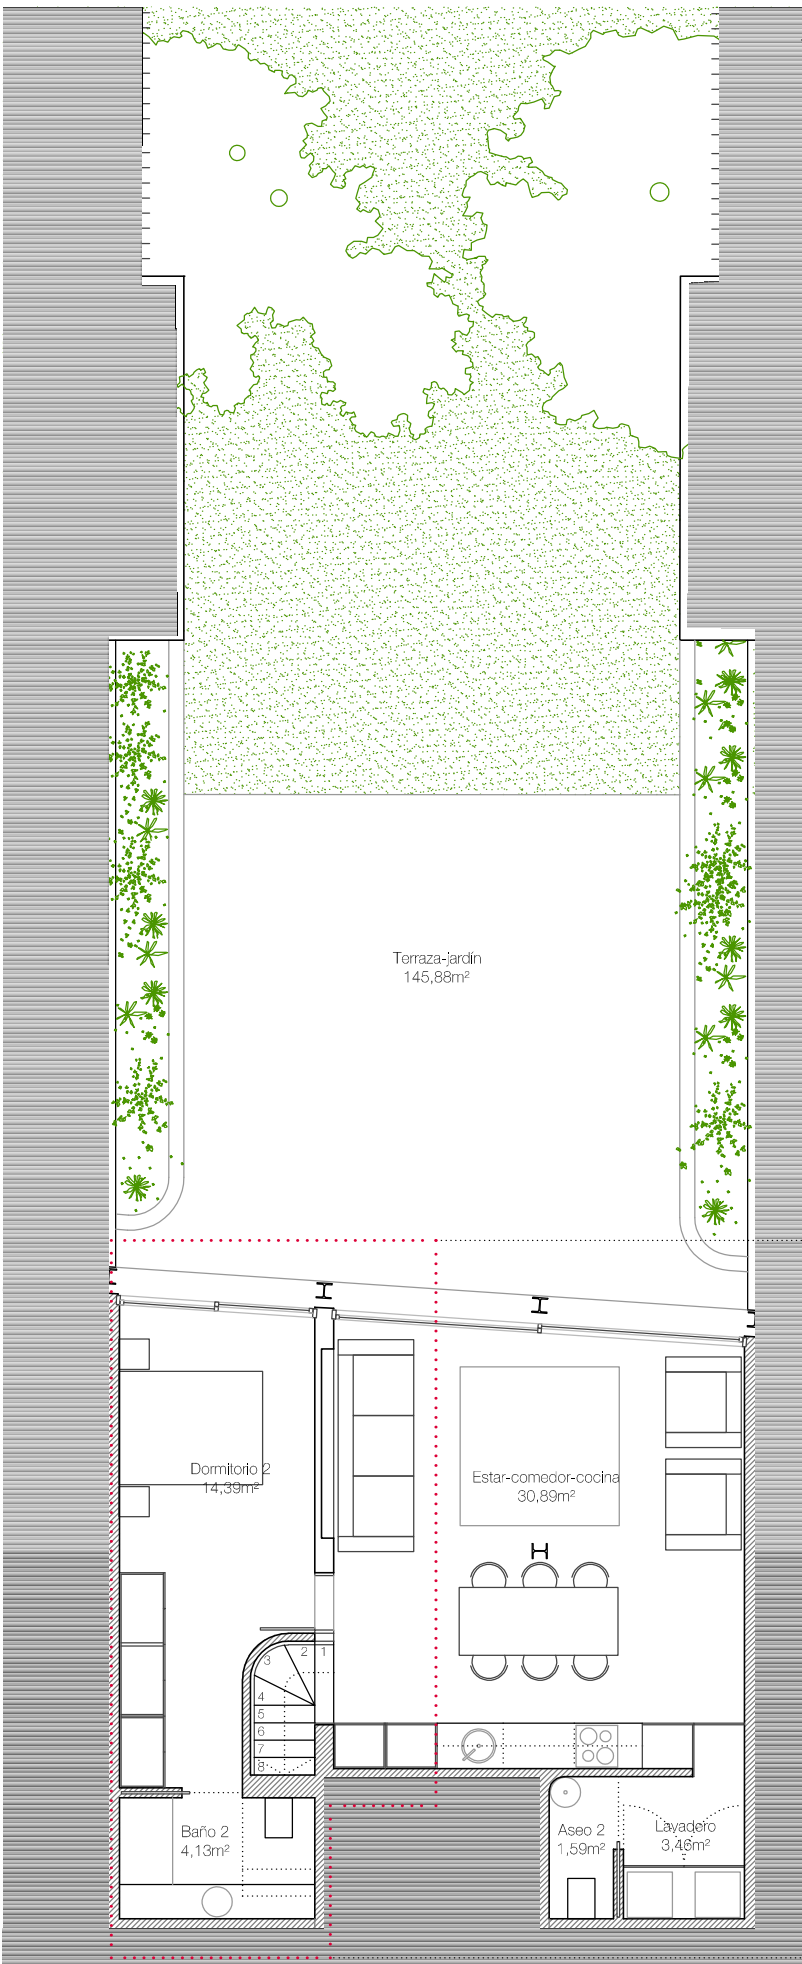 Terraza-jardín
145,88m²
Dormitorio 2
14,39m²
Estar-comedor-cocina
30,89m²
3
2
1
4
5
6
7
8
Baño 2
4,13m²
Aseo 2
1,59m²
Lavadero
3,46m²